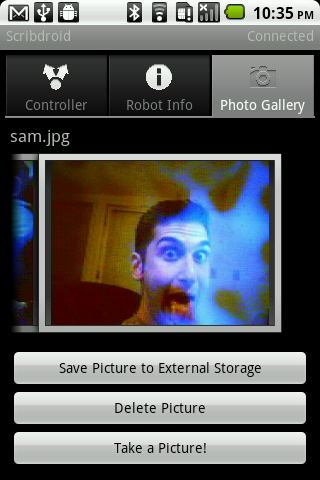 10:35 PM
Scribdroid Connected
Controller Robot Info Photo Gallery
sam.jpg
Save Picture to External Storage
Delete Picture
Take a Picture!